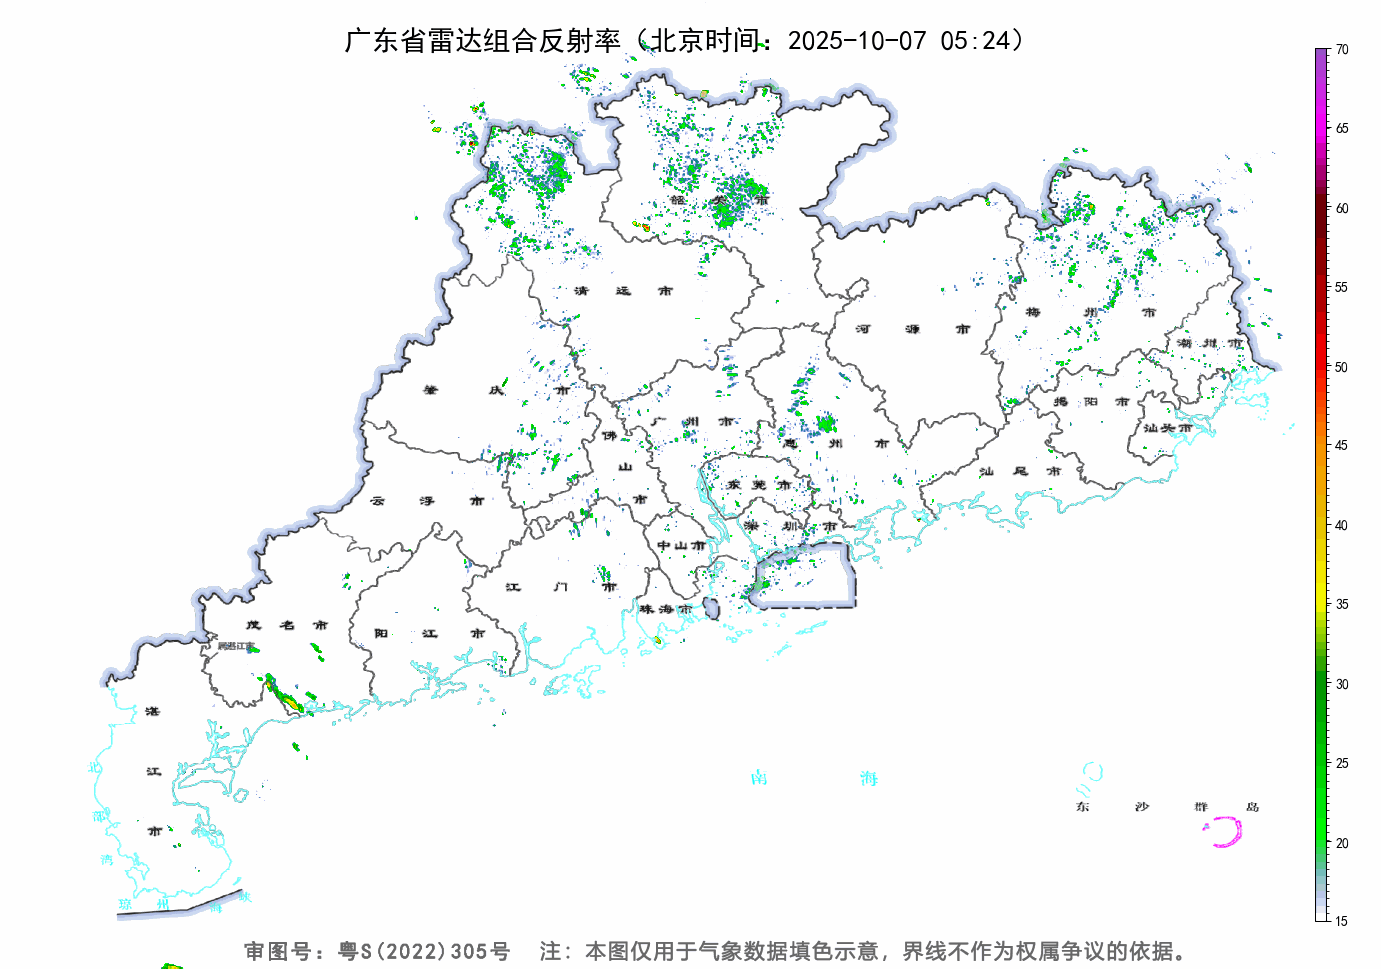 广东省雷达组合反射率（北京时间：2025-10-07 05:24）
70
65
60
55
50
45
40
35
30
25
20
15
韶关市
清远市
河源市
梅州市
潮州市
肇庆市
广州市
佛山市
惠州市
揭阳市
汕头市
汕尾市
东莞市
云浮市
深圳市
中山市
江门市
珠海市
茂名市
阳江市
湛江市
北部湾
琼州海峡
南海
东沙群岛
审图号：粤S(2022)305号 注：本图仅用于气象数据填色示意，界线不作为权属争议的依据。